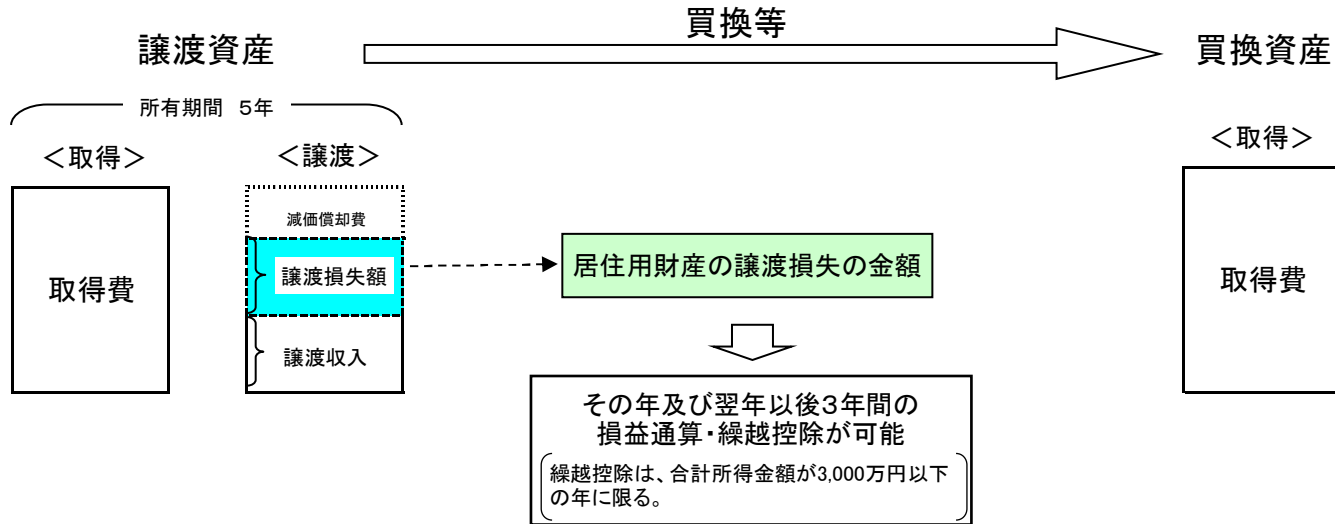 買換等
譲渡資産
買換資産
所有期間 5年
<取得>
<譲渡>
<取得>
減価償却費
取得費
譲渡損失額
居住用財産の譲渡損失の金額
取得費
譲渡収入
その年及び翌年以後3年間の
損益通算・繰越控除が可能
繰越控除は、合計所得金額が3,000万円以下
の年に限る。